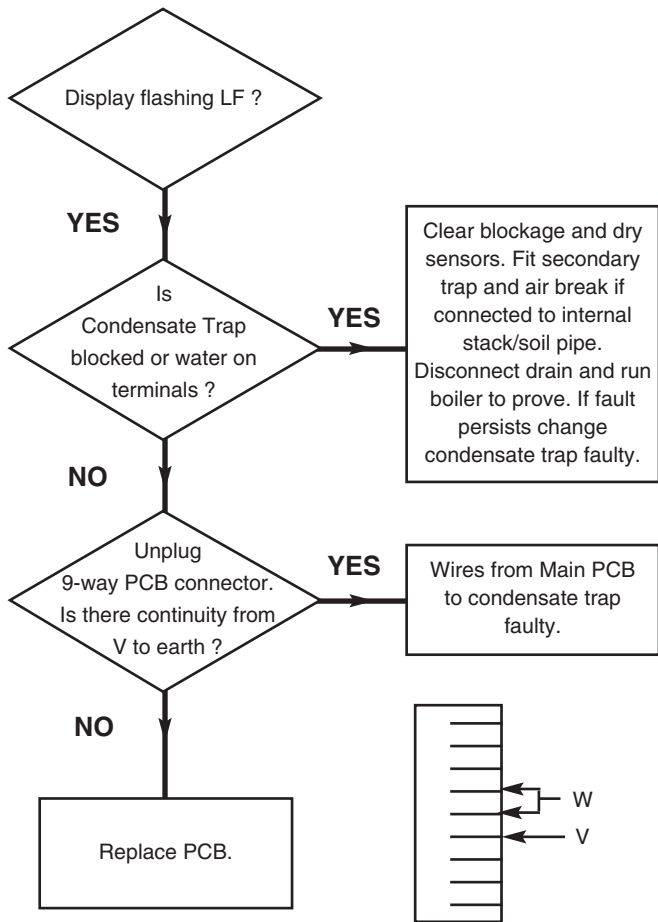 Display flashing LF ?
YES
Is
Condensate Trap
blocked or water on
terminals ?
YES
Clear blockage and dry
sensors. Fit secondary
trap and air break if
connected to internal
stack/soil pipe.
Disconnect drain and run
boiler to prove. If fault
persists change
condensate trap faulty.
NO
Unplug
9-way PCB connector.
Is there continuity from
V to earth ?
YES
Wires from Main PCB
to condensate trap
faulty.
NO
Replace PCB.
W
V